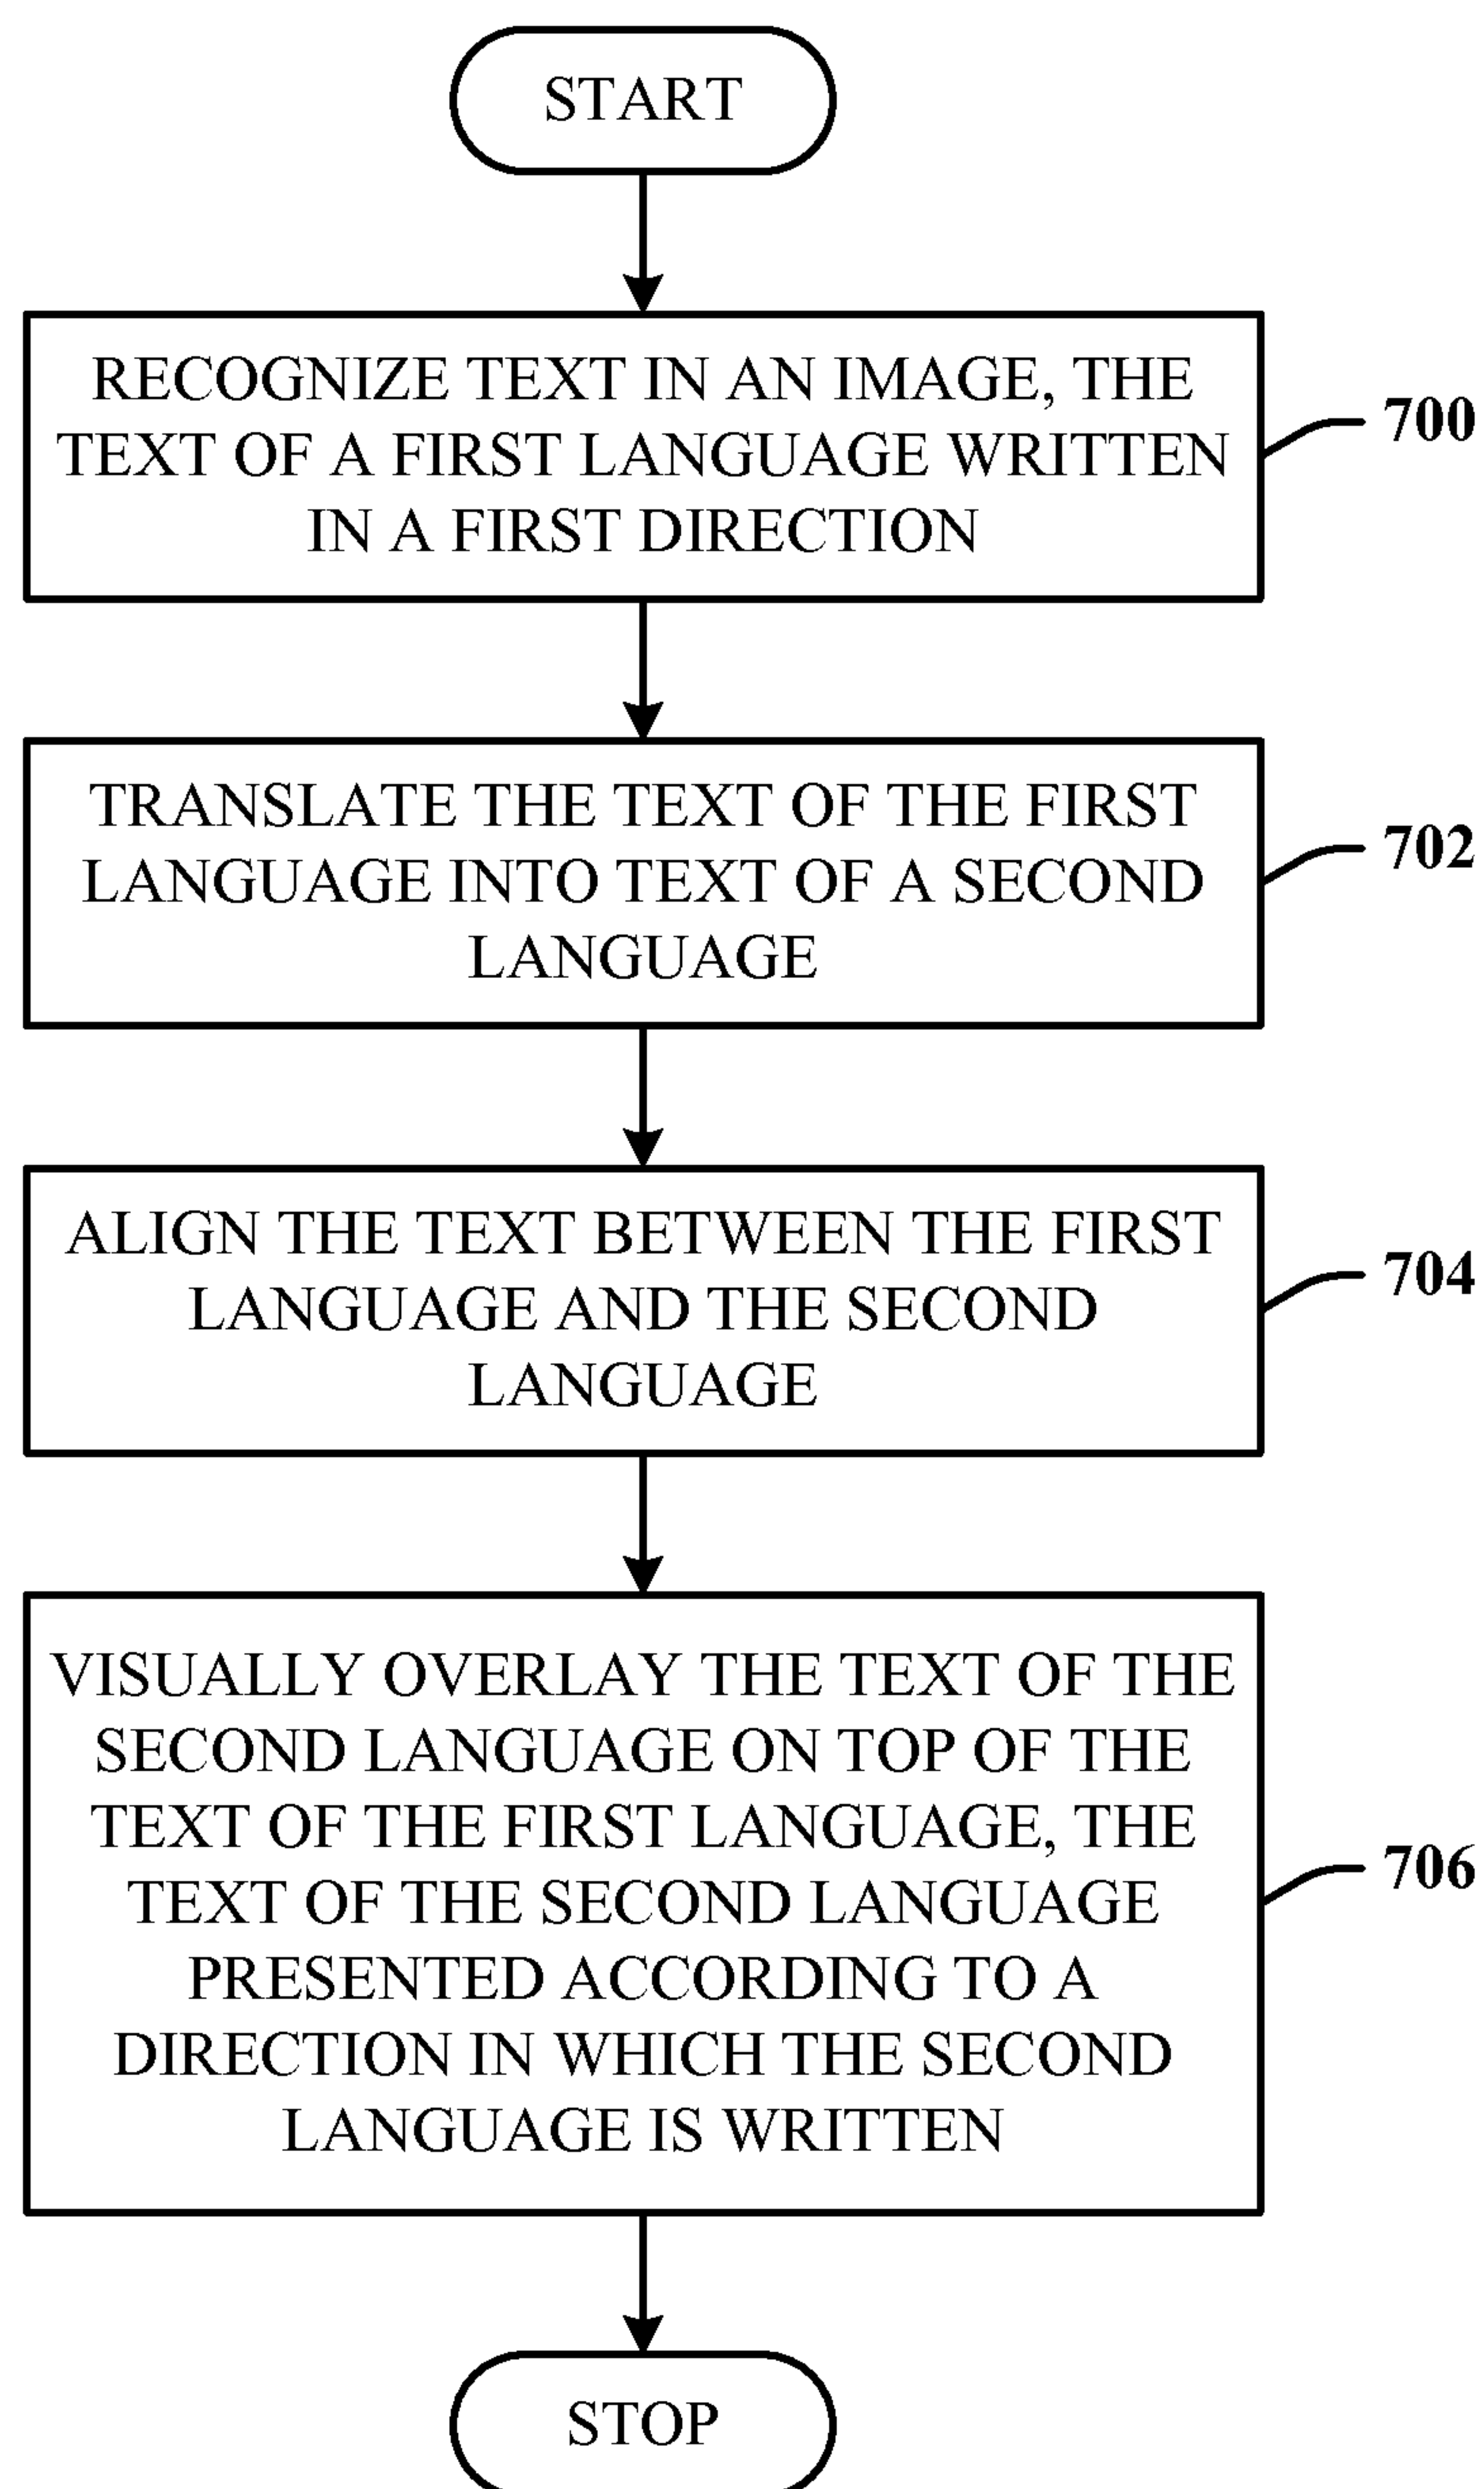 START
RECOGNIZE TEXT IN AN IMAGE, THE
TEXT OF A FIRST LANGUAGE WRITTEN
IN A FIRST DIRECTION
700
TRANSLATE THE TEXT OF THE FIRST
LANGUAGE INTO TEXT OF A SECOND
LANGUAGE
702
ALIGN THE TEXT BETWEEN THE FIRST
LANGUAGE AND THE SECOND
LANGUAGE
704
VISUALLY OVERLAY THE TEXT OF THE
SECOND LANGUAGE ON TOP OF THE
TEXT OF THE FIRST LANGUAGE, THE
TEXT OF THE SECOND LANGUAGE
PRESENTED ACCORDING TO A
DIRECTION IN WHICH THE SECOND
LANGUAGE IS WRITTEN
706
STOP